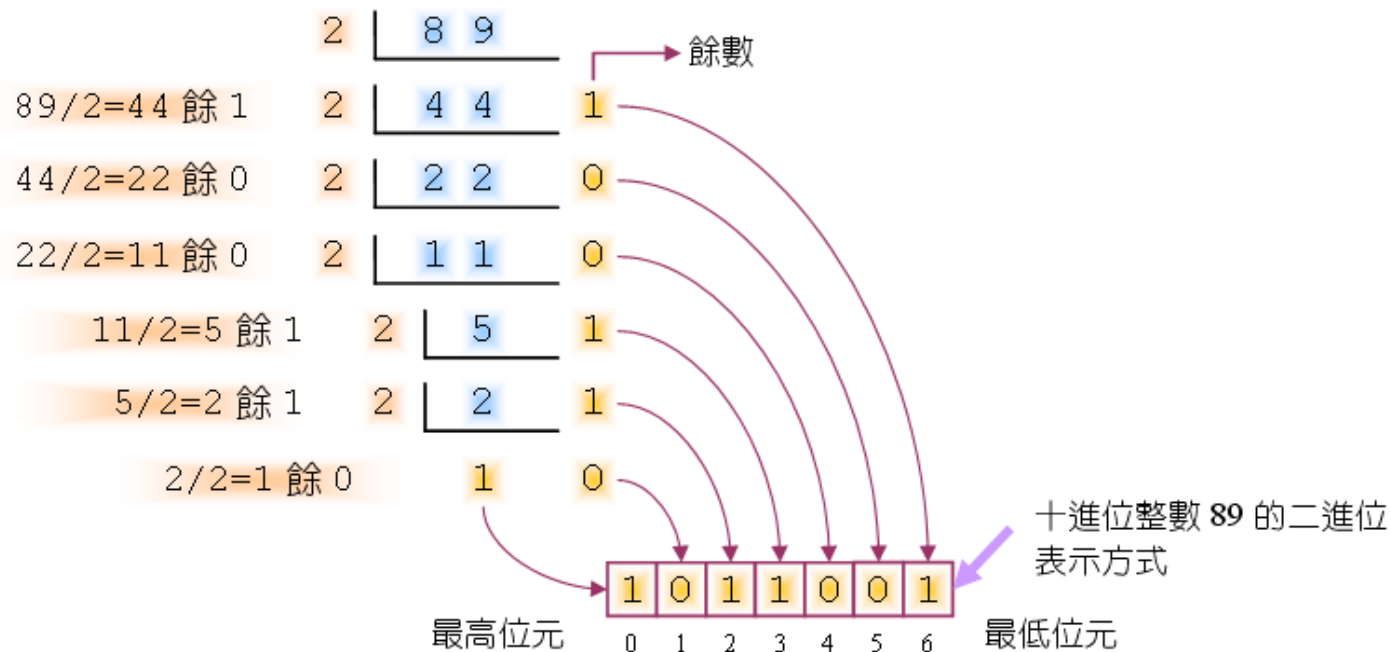 2 89
餘數
89/2=44 餘 1 2 44 1
44/2=22 餘 0 2 22 0
22/2=11 餘 0 2 11 0
11/2=5 餘 1 2 5 1
5/2=2 餘 1 2 2 1
2/2=1 餘 0 1 0
十進位整數 89 的二進位
表示方式
1 0 1 1 0 0 1
最高位元 0 1 2 3 4 5 6 最低位元